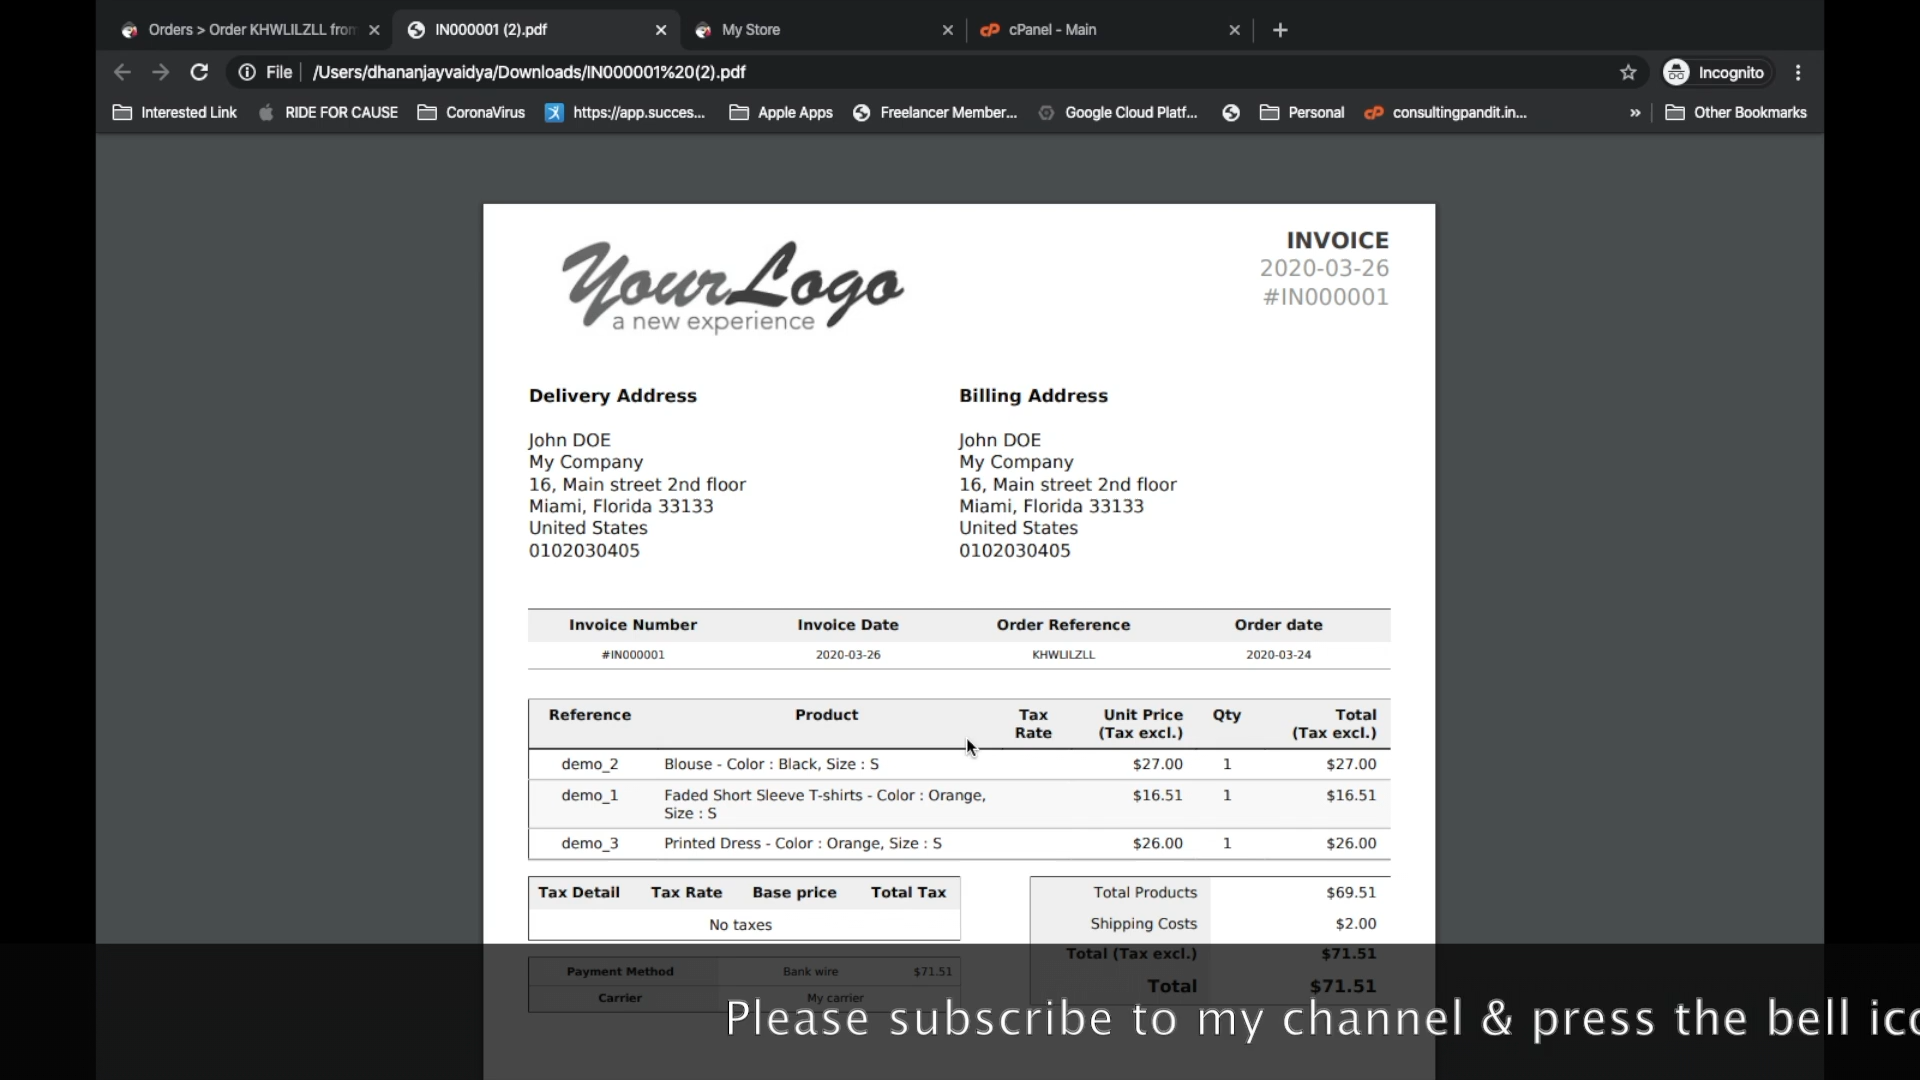 Orders > Order KHWLILZLL from
IN000001 (2).pdf
My Store
cPanel - Main
File
/Users/dhananjayvaidya/Downloads/IN000001%20(2).pdf
Incognito
Interested Link
RIDE FOR CAUSE
CoronaVirus
https://app.succes...
Apple Apps
Freelancer Member...
Google Cloud Platf...
Personal
consultingpandit.in...
»
Other Bookmarks
YourLogo
a new experience
INVOICE
2020-03-26
#IN000001
Delivery Address
John DOE
My Company
16, Main street 2nd floor
Miami, Florida 33133
United States
0102030405
Billing Address
John DOE
My Company
16, Main street 2nd floor
Miami, Florida 33133
United States
0102030405
Invoice Number Invoice Date Order Reference Order date
#IN000001 2020-03-26 KHWLILZLL 2020-03-24
Reference Product Tax Rate Unit Price (Tax excl.) Qty Total (Tax excl.)
demo_2 Blouse - Color : Black, Size : S $27.00 1 $27.00
demo_1 Faded Short Sleeve T-shirts - Color : Orange, $16.51 1 $16.51
Size : S
demo_3 Printed Dress - Color : Orange, Size : S $26.00 1 $26.00
Tax Detail Tax Rate Base price Total Tax
No taxes
Total Products $69.51
Shipping Costs $2.00
Total (Tax excl.) $71.51
Total $71.51
Payment Method Bank wire $71.51
Carrier My carrier
Please subscribe to my channel & press the bell ico